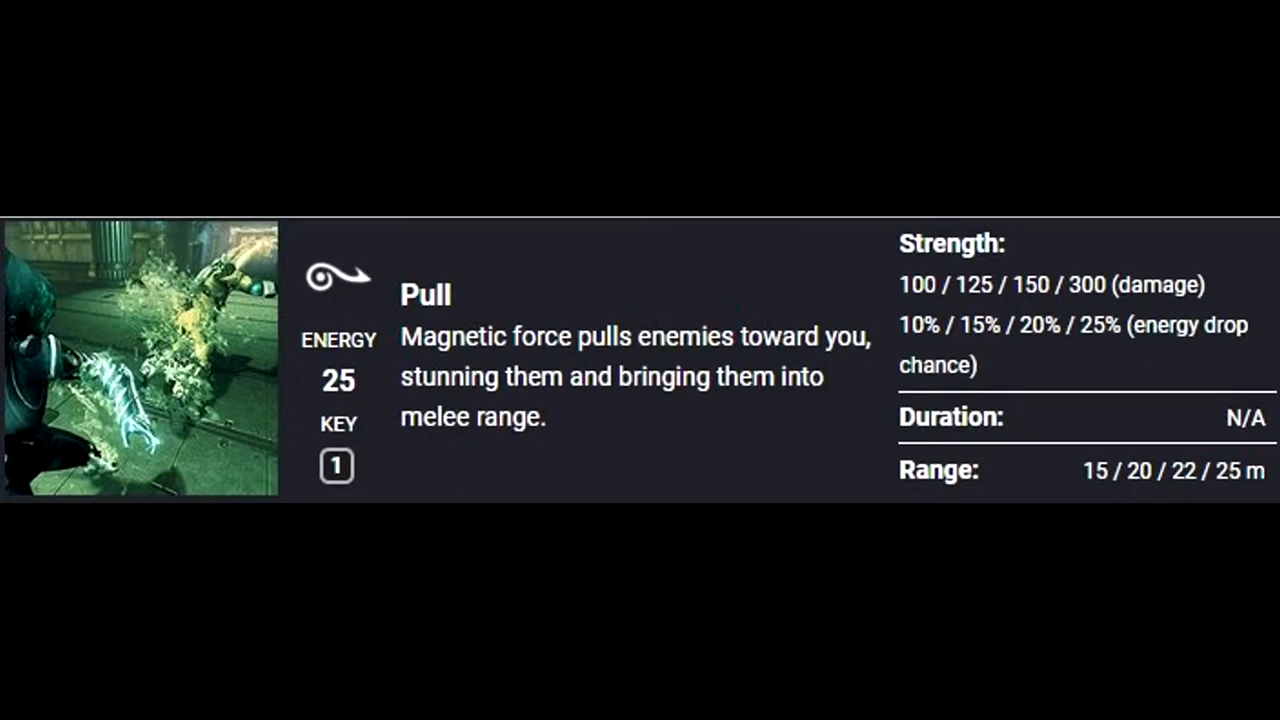 ENERGY
25
KEY
1
Pull
Magnetic force pulls enemies toward you,
stunning them and bringing them into
melee range.
Strength:
100 / 125 / 150 / 300 (damage)
10% / 15% / 20% / 25% (energy drop
chance)
Duration: N/A
Range: 15 / 20 / 22 / 25 m